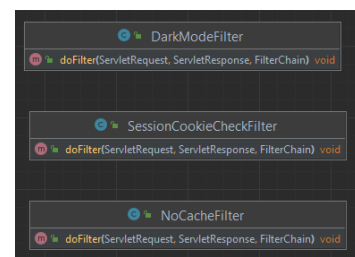 DarkModeFilter
doFilter(ServletRequest, ServletResponse, FilterChain) void
SessionCookieCheckFilter
doFilter(ServletRequest, ServletResponse, FilterChain) void
NoCacheFilter
doFilter(ServletRequest, ServletResponse, FilterChain) void